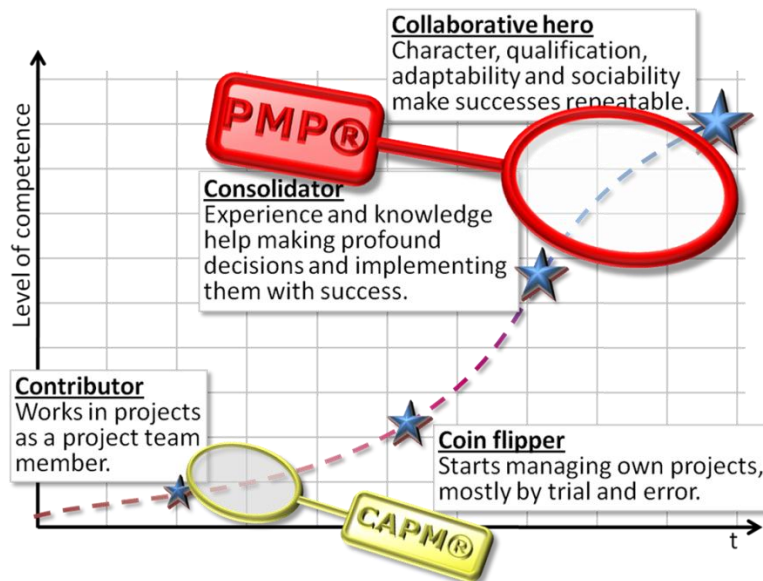 Collaborative hero
Character, qualification,
adaptability and sociability
make successes repeatable.
PMP®
Consolidator
Experience and knowledge
help making profound
decisions and implementing
them with success.
Level of competence
Contributor
Works in projects
as a project team
member.
Coin flipper
Starts managing own projects,
mostly by trial and error.
CAPM®
t